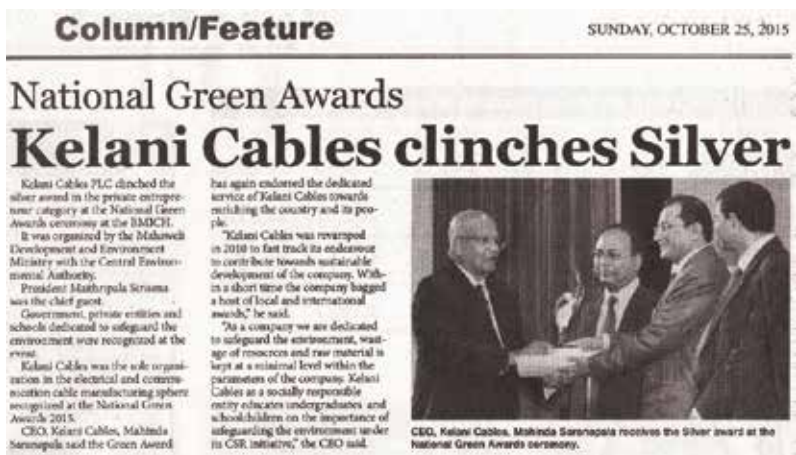 Column/Feature
SUNDAY, OCTOBER 25, 2015
National Green Awards
Kelani Cables clinches Silver
Kelani Cables PLC clinched the
silver award in the private entrepre-
neur category at the National Green
Awards ceremony at the BMICH.
It was organized by the Mahaweli
Development and Environment
Ministry with the Central Environ-
mental Authority.
President Maithripala Sirisena
was the chief guest.
Government, private entities and
schools dedicated to safeguard the
environment were recognized at the
event.
Kelani Cables was the sole organi-
zation in the electrical and commu-
nication cable manufacturing sphere
recognized at the National Green
Awards 2015.
CEO, Kelani Cables, Mahinda
Saranapala said the Green Award
has again endorsed the dedicated
service of Kelani Cables towards
enriching the country and its peo-
ple.
"Kelani Cables was revamped
in 2010 to fast track its endeavour
to contribute towards sustainable
development of the company. With-
in a short time the company bagged
a host of local and international
awards," he said.
"As a company we are dedicated
to safeguard the environment, wast-
age of resources and raw material is
kept at a minimal level within the
parameters of the company. Kelani
Cables as a socially responsible
entity educates undergraduates and
schoolchildren on the importance of
safeguarding the environment under
its CSR initiative," the CEO said.
CEO, Kelani Cables, Mahinda Saranapala receives the Silver award at the
National Green Awards ceremony.